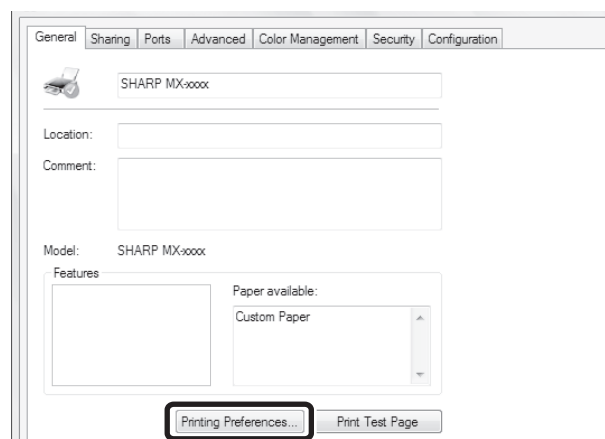 General Sharing Ports Advanced Color Management Security Configuration
SHARP MX-xxxx
Location:
Comment:
Model: SHARP MX-xxxx
Features
Paper available:
Custom Paper
Printing Preferences... Print Test Page